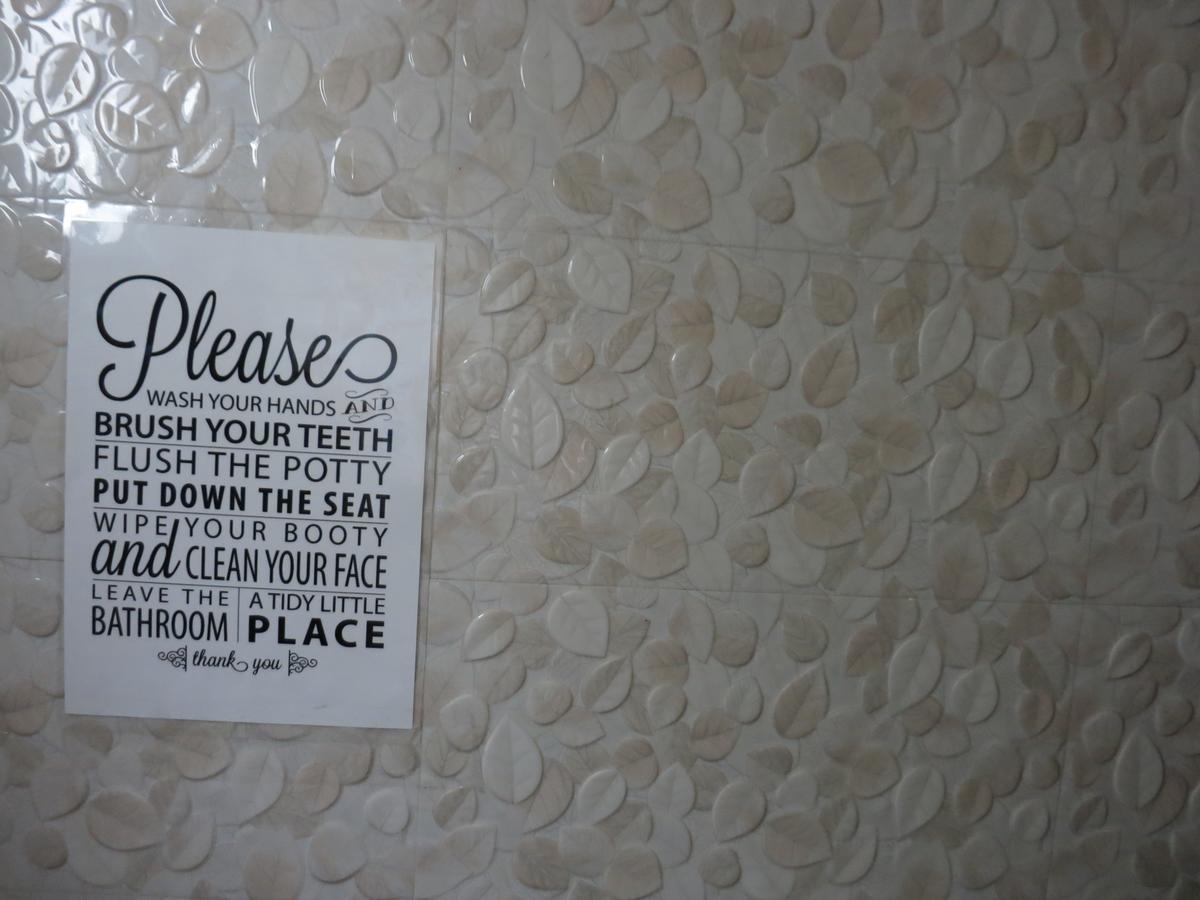 Please
WASH YOUR HANDS AND
BRUSH YOUR TEETH
FLUSH THE POTTY
PUT DOWN THE SEAT
WIPE YOUR BOOTY
and CLEAN YOUR FACE
LEAVE THE
BATHROOM
A TIDY LITTLE
PLACE
thank you